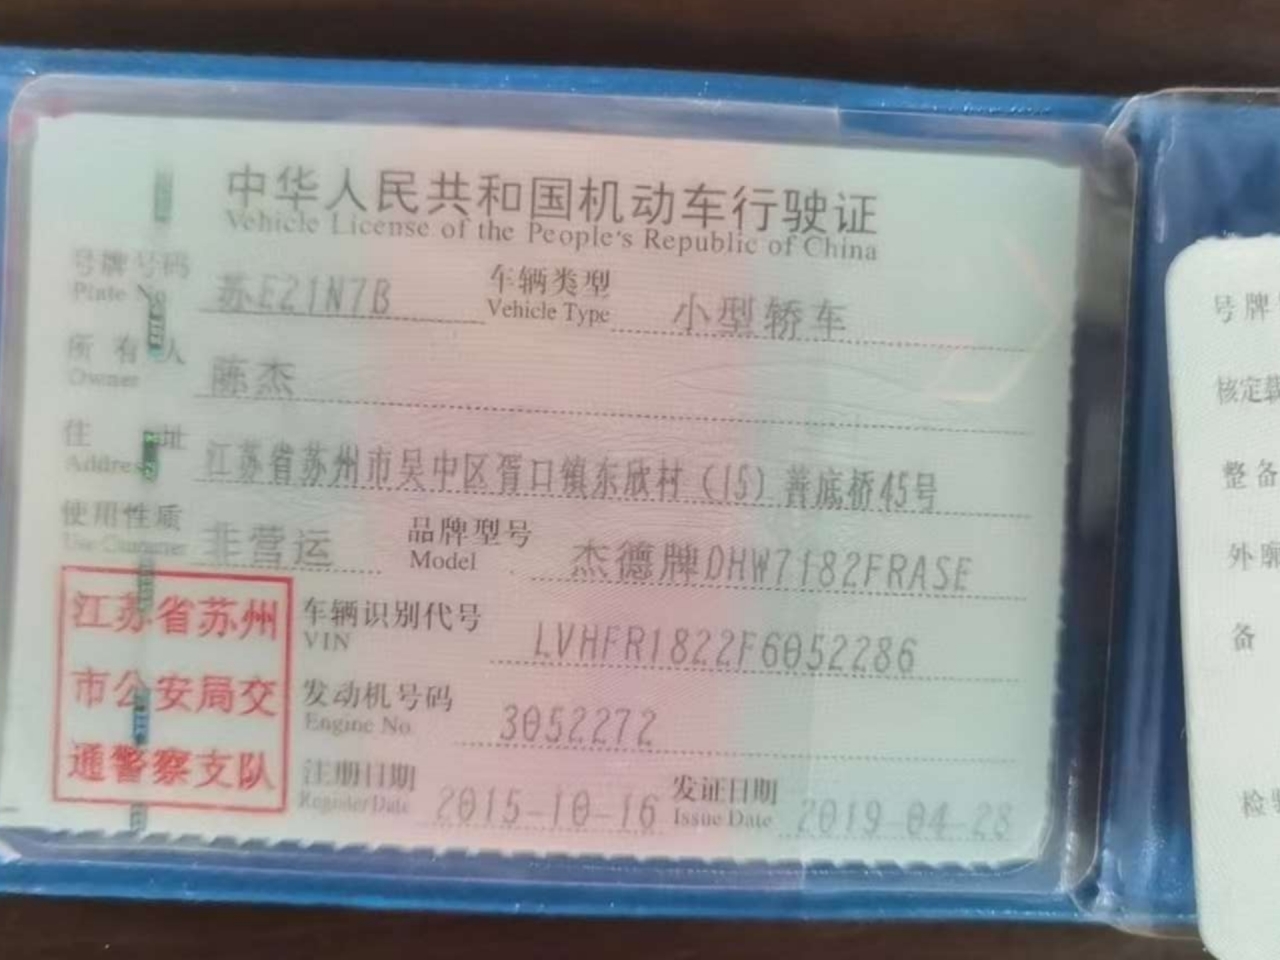 中华人民共和国机动车行驶证
Vehicle License of the People's Republic of China
号牌号码 苏E21N7B 车辆类型 小型轿车
Plate No. Vehicle Type
所有人 陈杰
Owner
住址 江苏省苏州市吴中区胥口镇东欣村（15）蒋底桥45号
Address
使用性质 非营运 品牌型号 杰德牌DHW7182FRASE
Use Character Model
车辆识别代号 LVHFR1822F6052286
VIN
发动机号码 3052272
Engine No.
注册日期 2015-10-16 发证日期 2019-04-28
Register Date Issue Date
江苏省苏州
市公安局交
通警察支队
号牌
核定载
整备
外廓
备
检验